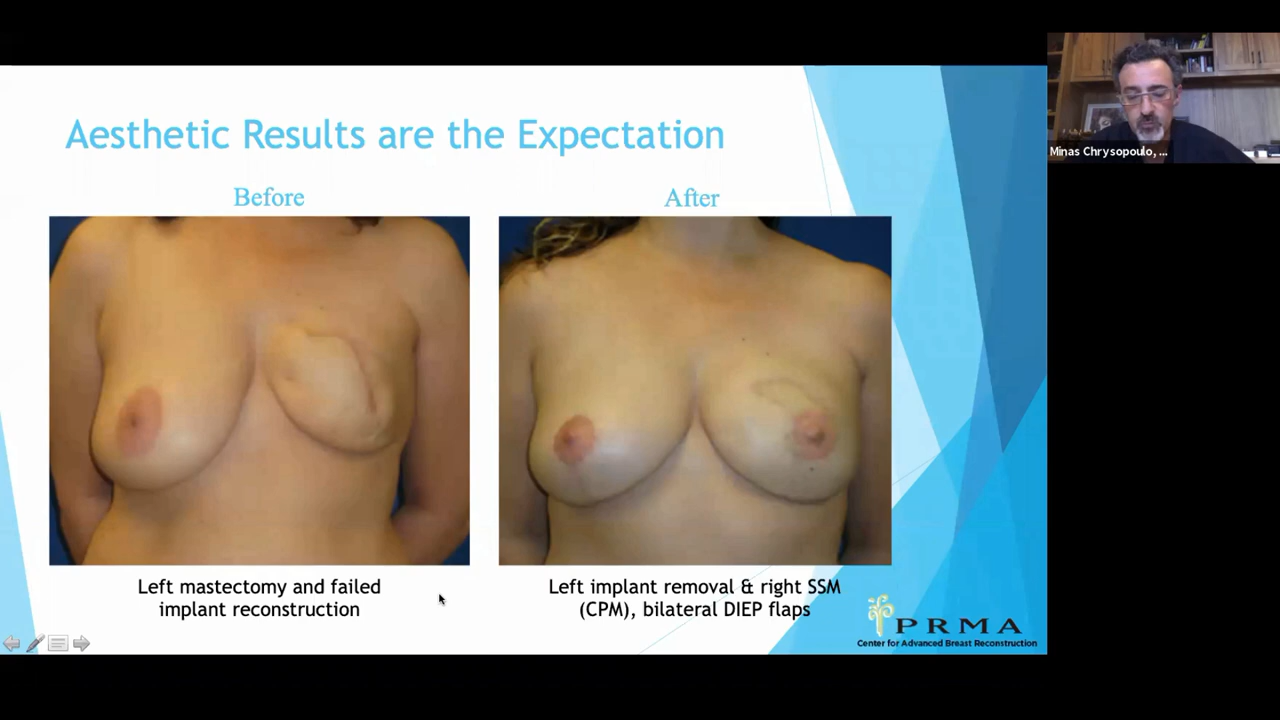 Aesthetic Results are the Expectation
Before
After
Left mastectomy and failed
implant reconstruction
Left implant removal & right SSM
(CPM), bilateral DIEP flaps
PRMA
Center for Advanced Breast Reconstruction
Minas Chrysopoulo, ...